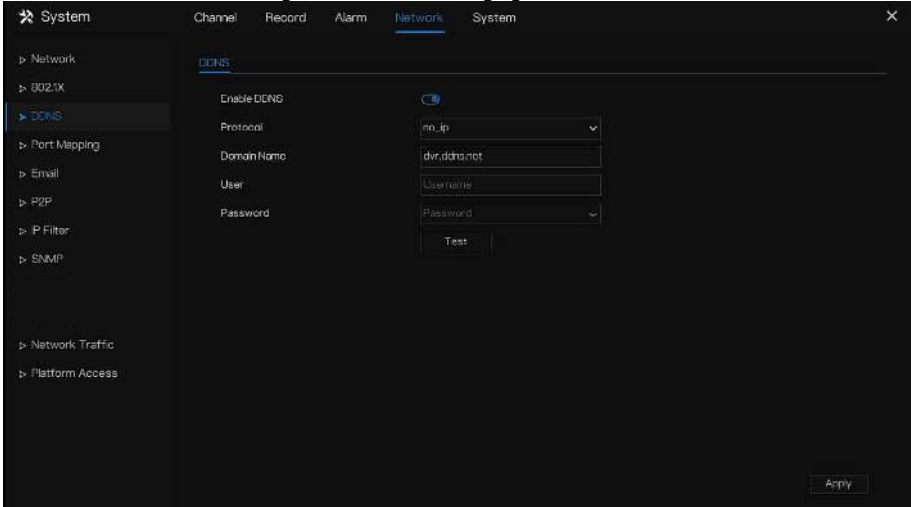 System
Channel Record Alarm Network System
Network
802.1X
DDNS
Port Mapping
Email
P2P
IP Filter
SNMP
Network Traffic
Platform Access
DDNS
Enable DDNS
Protocol no_ip
Domain Name dvr.ddns.net
User Username
Password Password
Test
Apply